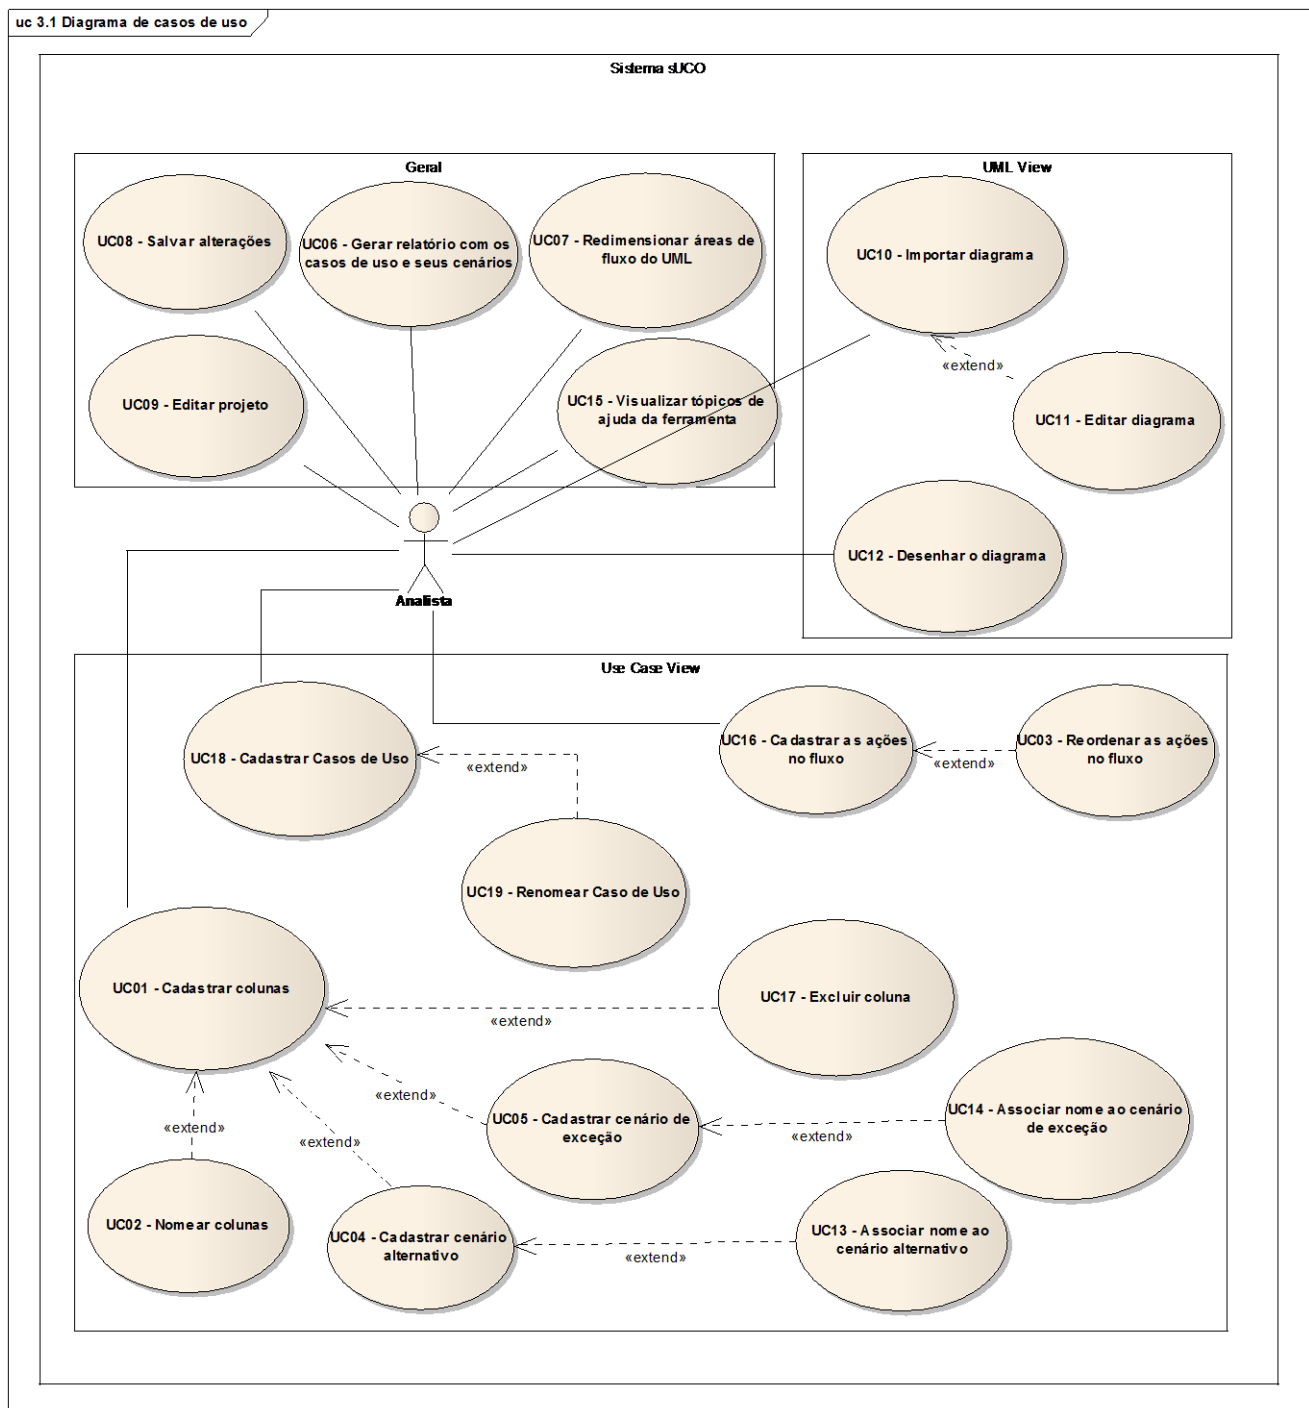 uc 3.1 Diagrama de casos de uso
Sistema sUCO
Geral
UC08 - Salvar alterações
UC06 - Gerar relatório com os
casos de uso e seus cenários
UC07 - Redimensionar áreas de
fluxo do UML
UC09 - Editar projeto
UC15 - Visualizar tópicos de
ajuda da ferramenta
UML View
UC10 - Importar diagrama
«extend»
UC11 - Editar diagrama
UC12 - Desenhar o diagrama
Analista
Use Case View
UC18 - Cadastrar Casos de Uso
«extend»
UC16 - Cadastrar as ações
no fluxo
«extend»
UC03 - Reordenar as ações
no fluxo
UC19 - Renomear Caso de Uso
UC01 - Cadastrar colunas
«extend»
UC17 - Excluir coluna
«extend»
UC05 - Cadastrar cenário de
exceção
«extend»
UC14 - Associar nome ao cenário
de exceção
«extend»
«extend»
UC02 - Nomear colunas
UC04 - Cadastrar cenário
alternativo
«extend»
UC13 - Associar nome ao
cenário alternativo